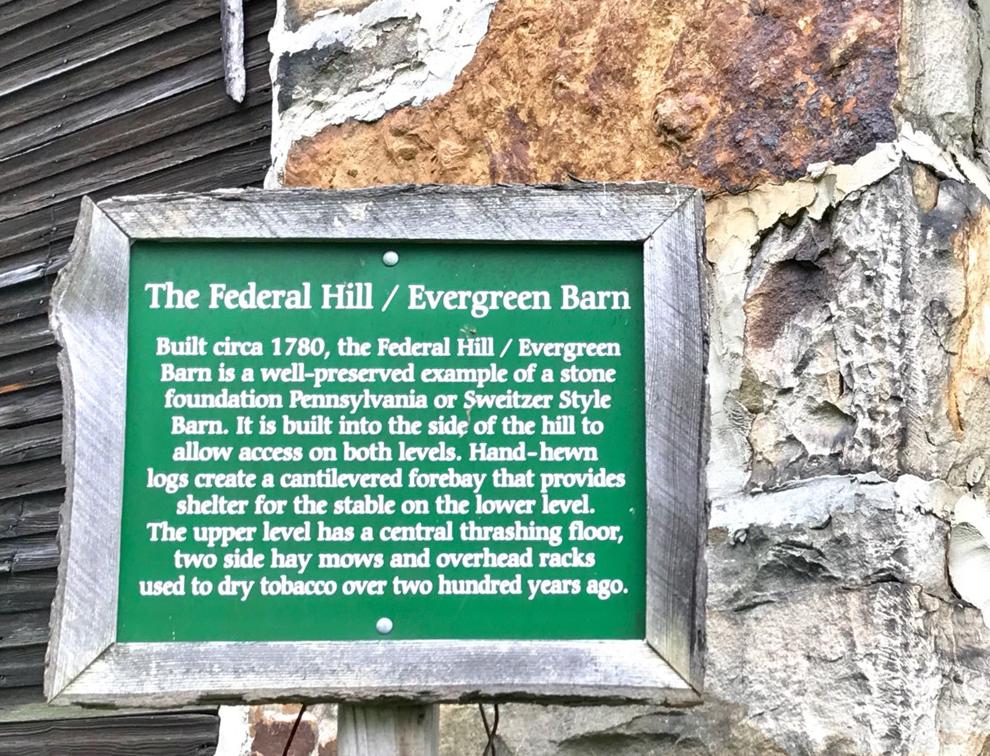 The Federal Hill / Evergreen Barn
Built circa 1780, the Federal Hill / Evergreen
Barn is a well-preserved example of a stone
foundation Pennsylvania or Sweitzer Style
Barn. It is built into the side of the hill to
allow access on both levels. Hand-hewn
logs create a cantilevered forebay that provides
shelter for the stable on the lower level.
The upper level has a central thrashing floor,
two side hay mows and overhead racks
used to dry tobacco over two hundred years ago.